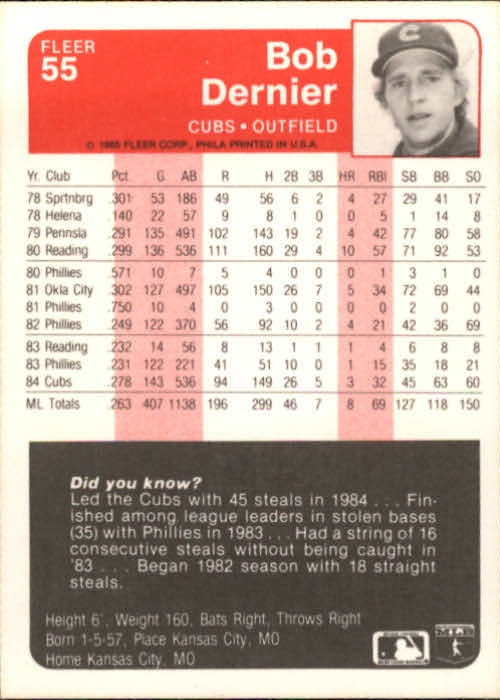 FLEER
55
Bob
Dernier
CUBS • OUTFIELD
© 1985 FLEER CORP., PHILA PRINTED IN U.S.A.
Yr. Club Pct. G AB R H 2B 3B HR RBI SB BB SO
78 Sprtnbrg .301 53 186 49 56 6 2 4 27 29 41 17
78 Helena .140 22 57 9 8 1 0 0 5 1 14 8
79 Pennsla .291 135 491 102 143 19 2 4 42 77 80 58
80 Reading .299 136 536 111 160 29 4 10 57 71 92 53
80 Phillies .571 10 7 5 4 0 0 0 1 3 1 0
81 Okla City .302 127 497 105 150 26 7 5 34 72 69 44
81 Phillies .750 10 4 0 3 0 0 0 0 2 0 0
82 Phillies .249 122 370 56 92 10 2 4 21 42 36 69
83 Reading .232 14 56 8 13 1 1 1 4 6 8 8
83 Phillies .231 122 221 41 51 10 0 1 15 35 18 21
84 Cubs .278 143 536 94 149 26 5 3 32 45 63 60
ML Totals .263 407 1138 196 299 46 7 8 69 127 118 150
Did you know?
Led the Cubs with 45 steals in 1984 . . . Fin-
ished among league leaders in stolen bases
(35) with Phillies in 1983 . . . Had a string of 16
consecutive steals without being caught in
'83 . . . Began 1982 season with 18 straight
steals.
Height 6', Weight 160, Bats Right, Throws Right
Born 1-5-57, Place Kansas City, MO
Home Kansas City, MO